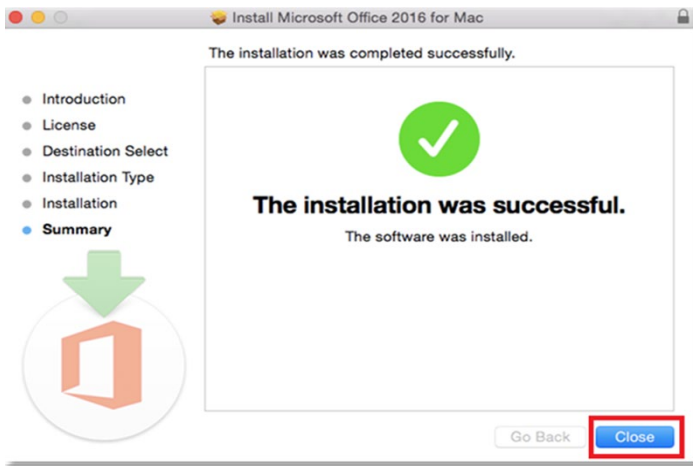 Install Microsoft Office 2016 for Mac
The installation was completed successfully.
Introduction
License
Destination Select
Installation Type
Installation
Summary
The installation was successful.
The software was installed.
Go Back
Close